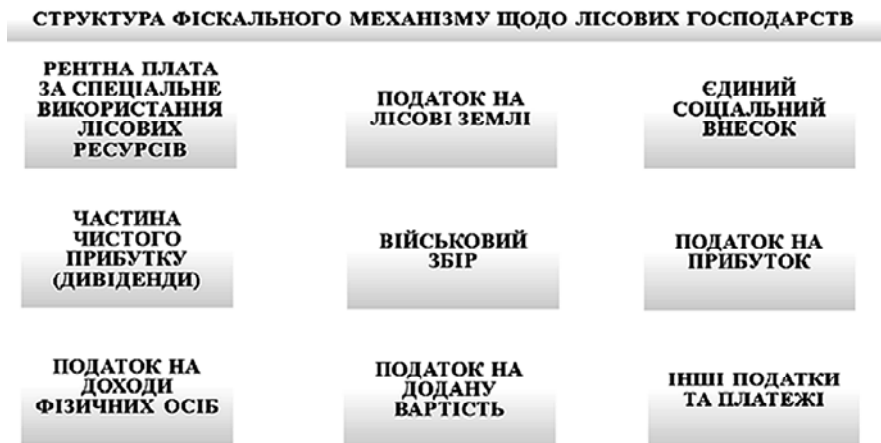 СТРУКТУРА ФІСКАЛЬНОГО МЕХАНІЗМУ ЩОДО ЛІСОВИХ ГОСПОДАРСТВ
РЕНТНА ПЛАТА
ЗА СПЕЦІАЛЬНЕ
ВИКОРИСТАННЯ
ЛІСОВИХ
РЕСУРСІВ
ПОДАТОК НА
ЛІСОВІ ЗЕМЛІ
ЄДИНИЙ
СОЦІАЛЬНИЙ
ВНЕСОК
ЧАСТИНА
ЧИСТОГО
ПРИБУТКУ
(ДИВІДЕНДИ)
ВІЙСЬКОВИЙ
ЗБІР
ПОДАТОК НА
ПРИБУТОК
ПОДАТОК НА
ДОХОДИ
ФІЗИЧНИХ ОСІБ
ПОДАТОК НА
ДОДАНУ
ВАРТІСТЬ
ІНШІ ПОДАТКИ
ТА ПЛАТЕЖІ